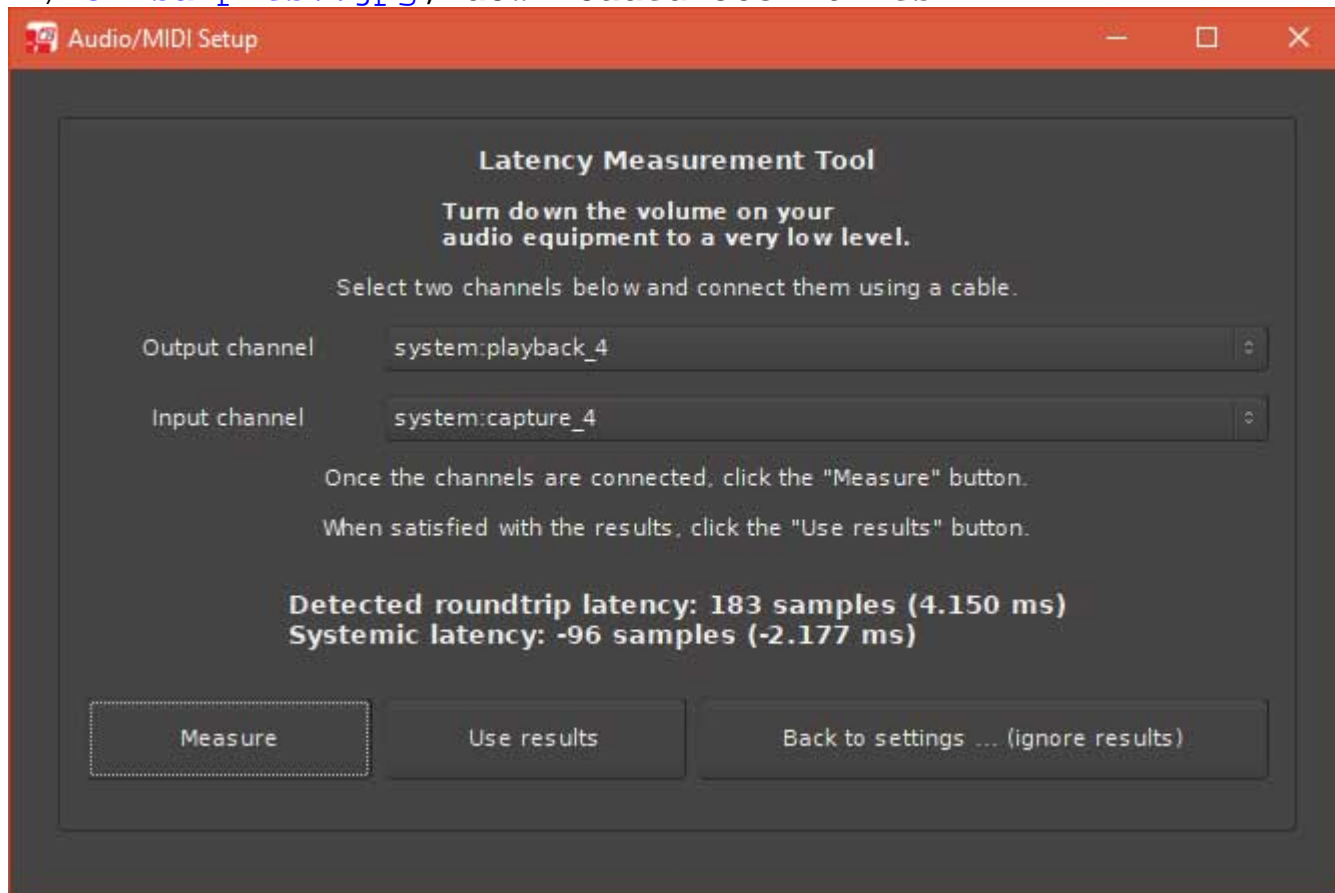 Audio/MIDI Setup
Latency Measurement Tool
Turn down the volume on your
audio equipment to a very low level.
Select two channels below and connect them using a cable.
Output channel system:playback_4
Input channel system:capture_4
Once the channels are connected, click the "Measure" button.
When satisfied with the results, click the "Use results" button.
Detected roundtrip latency: 183 samples (4.150 ms)
Systemic latency: -96 samples (-2.177 ms)
Measure Use results Back to settings ... (ignore results)